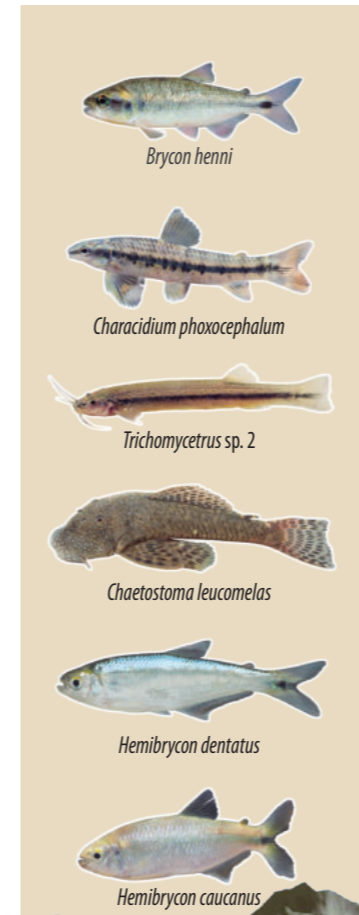 Brycon henni
Characidium phoxocephalum
Trichomycetrus sp. 2
Chaetostoma leucomelas
Hemibrycon dentatus
Hemibrycon caucanus